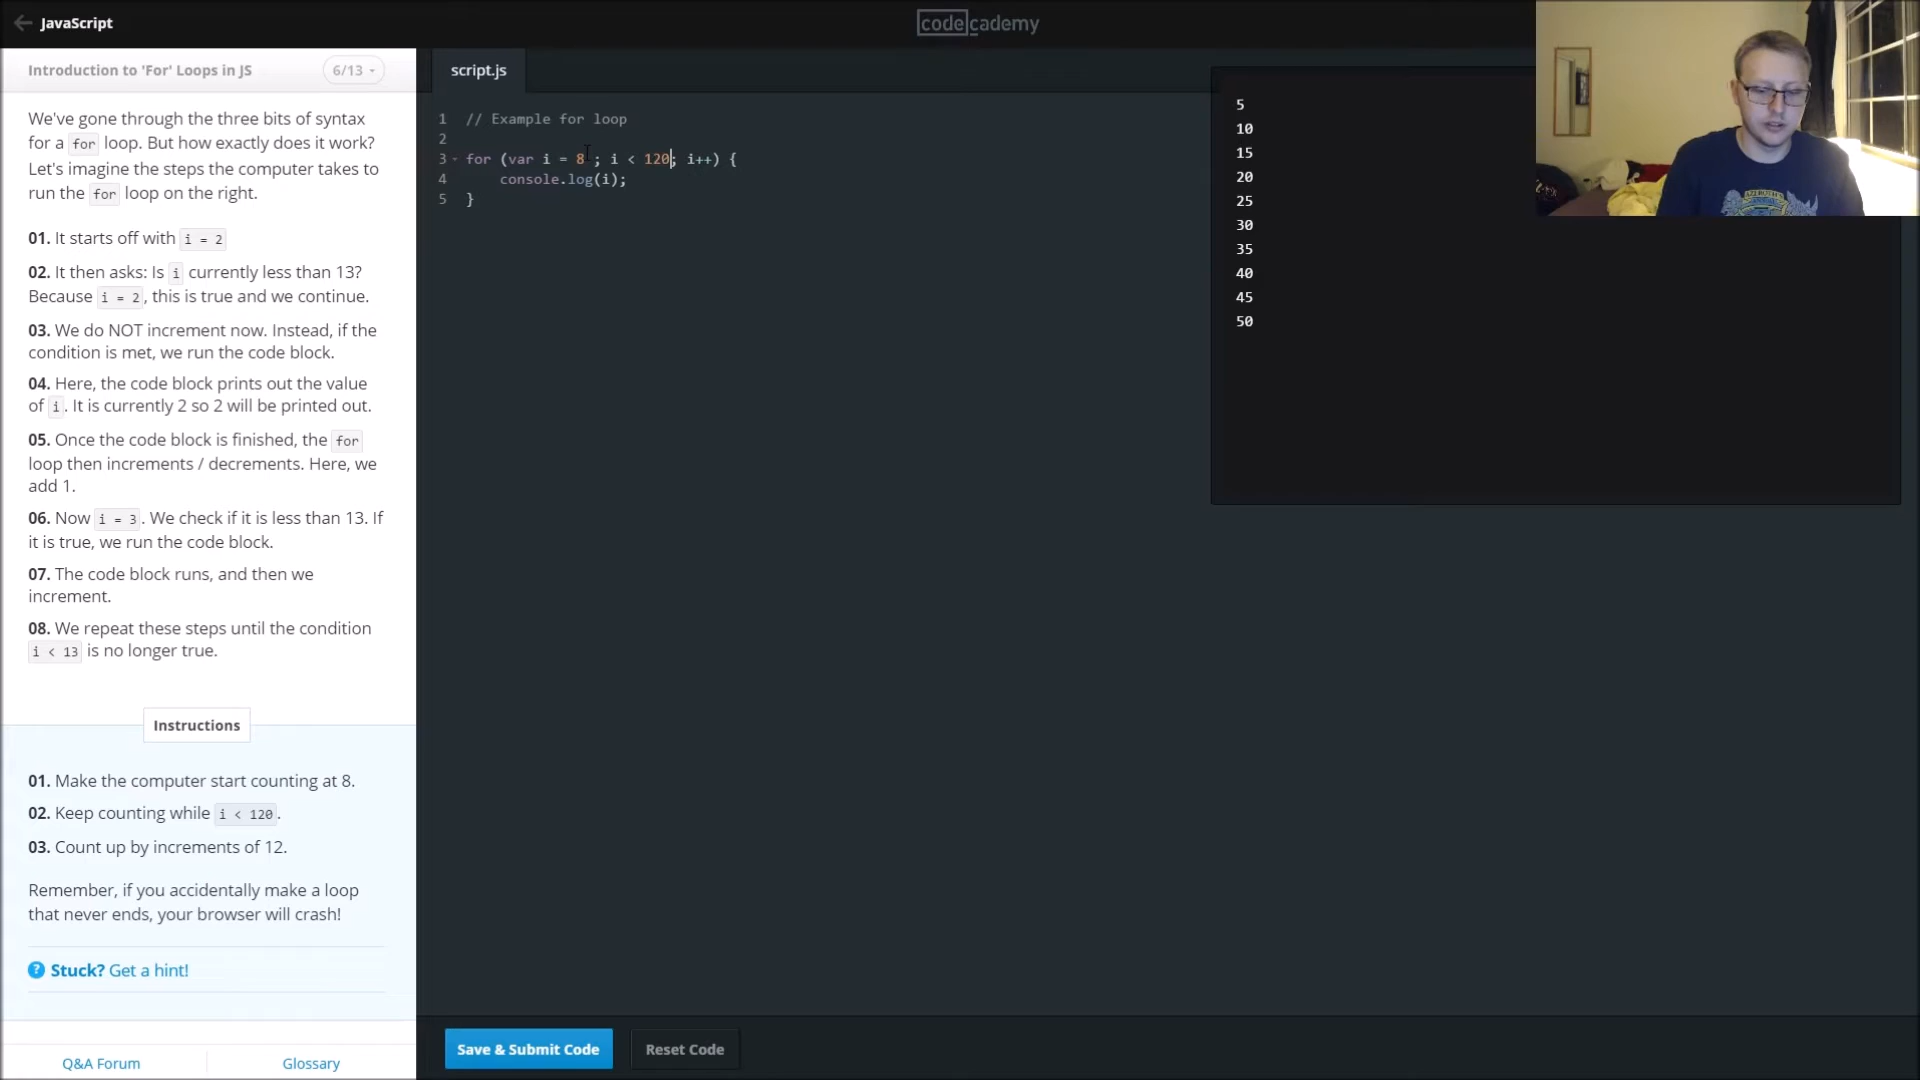 JavaScript
codecademy
Introduction to 'For' Loops in JS
6/13
script.js
We've gone through the three bits of syntax
for a for loop. But how exactly does it work?
Let's imagine the steps the computer takes to
run the for loop on the right.
01. It starts off with i = 2
02. It then asks: Is i currently less than 13?
Because i = 2, this is true and we continue.
03. We do NOT increment now. Instead, if the
condition is met, we run the code block.
04. Here, the code block prints out the value
of i. It is currently 2 so 2 will be printed out.
05. Once the code block is finished, the for
loop then increments / decrements. Here, we
add 1.
06. Now i = 3. We check if it is less than 13. If
it is true, we run the code block.
07. The code block runs, and then we
increment.
08. We repeat these steps until the condition
i < 13 is no longer true.
Instructions
01. Make the computer start counting at 8.
02. Keep counting while i < 120.
03. Count up by increments of 12.
Remember, if you accidentally make a loop
that never ends, your browser will crash!
? Stuck? Get a hint!
Q&A Forum
Glossary
1 // Example for loop
2
3 for (var i = 8 ; i < 120; i++) {
4 console.log(i);
5 }
5
10
15
20
25
30
35
40
45
50
Save & Submit Code
Reset Code